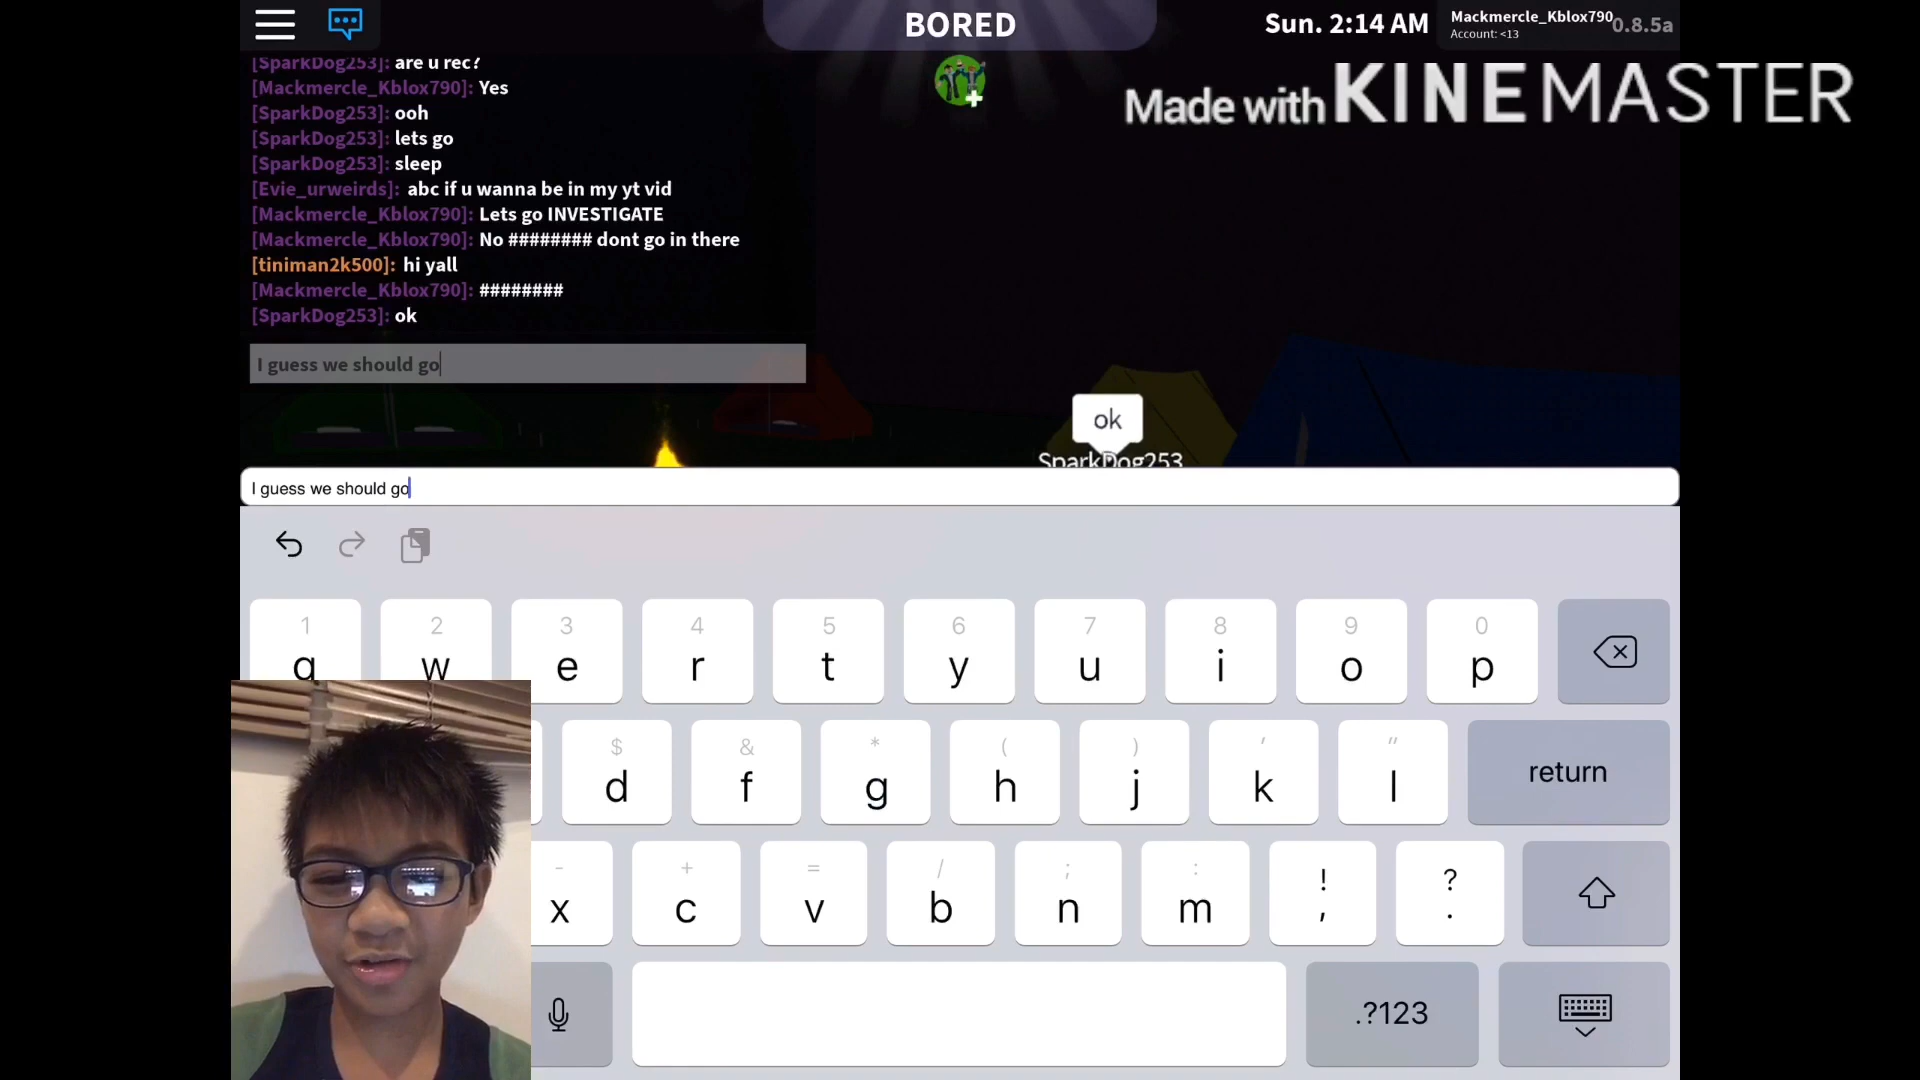 BORED
Sun. 2:14 AM
Mackmercle_Kblox790
Account: <13
0.8.5a
Made with KINEMASTER
[SparkDog253]: are u rec?
[Mackmercle_Kblox790]: Yes
[SparkDog253]: ooh
[SparkDog253]: lets go
[SparkDog253]: sleep
[Evie_urweirds]: abc if u wanna be in my yt vid
[Mackmercle_Kblox790]: Lets go INVESTIGATE
[Mackmercle_Kblox790]: No ######## dont go in there
[tiniman2k500]: hi yall
[Mackmercle_Kblox790]: ########
[SparkDog253]: ok
I guess we should go
ok
SparkDog253
I guess we should go
1 2 3 4 5 6 7 8 9 0
q w e r t y u i o p
$ & * ( ) ' "
d f g h j k l return
- + = / ; : ! ?
x c v b n m , .
.?123